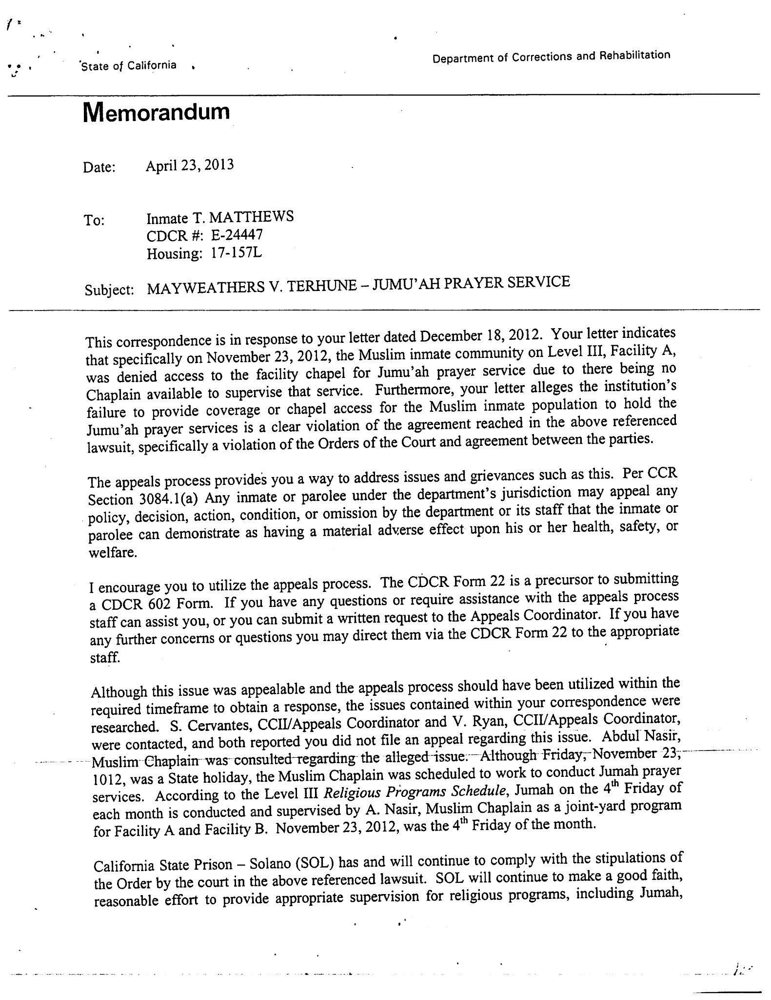 State of California
Department of Corrections and Rehabilitation
Memorandum
Date: April 23, 2013
To: Inmate T. MATTHEWS
CDCR #: E-24447
Housing: 17-157L
Subject: MAYWEATHERS V. TERHUNE – JUMU'AH PRAYER SERVICE
This correspondence is in response to your letter dated December 18, 2012. Your letter indicates
that specifically on November 23, 2012, the Muslim inmate community on Level III, Facility A,
was denied access to the facility chapel for Jumu'ah prayer service due to there being no
Chaplain available to supervise that service. Furthermore, your letter alleges the institution's
failure to provide coverage or chapel access for the Muslim inmate population to hold the
Jumu'ah prayer services is a clear violation of the agreement reached in the above referenced
lawsuit, specifically a violation of the Orders of the Court and agreement between the parties.
The appeals process provides you a way to address issues and grievances such as this. Per CCR
Section 3084.1(a) Any inmate or parolee under the department's jurisdiction may appeal any
policy, decision, action, condition, or omission by the department or its staff that the inmate or
parolee can demonstrate as having a material adverse effect upon his or her health, safety, or
welfare.
I encourage you to utilize the appeals process. The CDCR Form 22 is a precursor to submitting
a CDCR 602 Form. If you have any questions or require assistance with the appeals process
staff can assist you, or you can submit a written request to the Appeals Coordinator. If you have
any further concerns or questions you may direct them via the CDCR Form 22 to the appropriate
staff.
Although this issue was appealable and the appeals process should have been utilized within the
required timeframe to obtain a response, the issues contained within your correspondence were
researched. S. Cervantes, CCII/Appeals Coordinator and V. Ryan, CCII/Appeals Coordinator,
were contacted, and both reported you did not file an appeal regarding this issue. Abdul Nasir,
Muslim Chaplain was consulted regarding the alleged issue. Although Friday, November 23,
1012, was a State holiday, the Muslim Chaplain was scheduled to work to conduct Jumah prayer
services. According to the Level III Religious Programs Schedule, Jumah on the 4th Friday of
each month is conducted and supervised by A. Nasir, Muslim Chaplain as a joint-yard program
for Facility A and Facility B. November 23, 2012, was the 4th Friday of the month.
California State Prison – Solano (SOL) has and will continue to comply with the stipulations of
the Order by the court in the above referenced lawsuit. SOL will continue to make a good faith,
reasonable effort to provide appropriate supervision for religious programs, including Jumah,